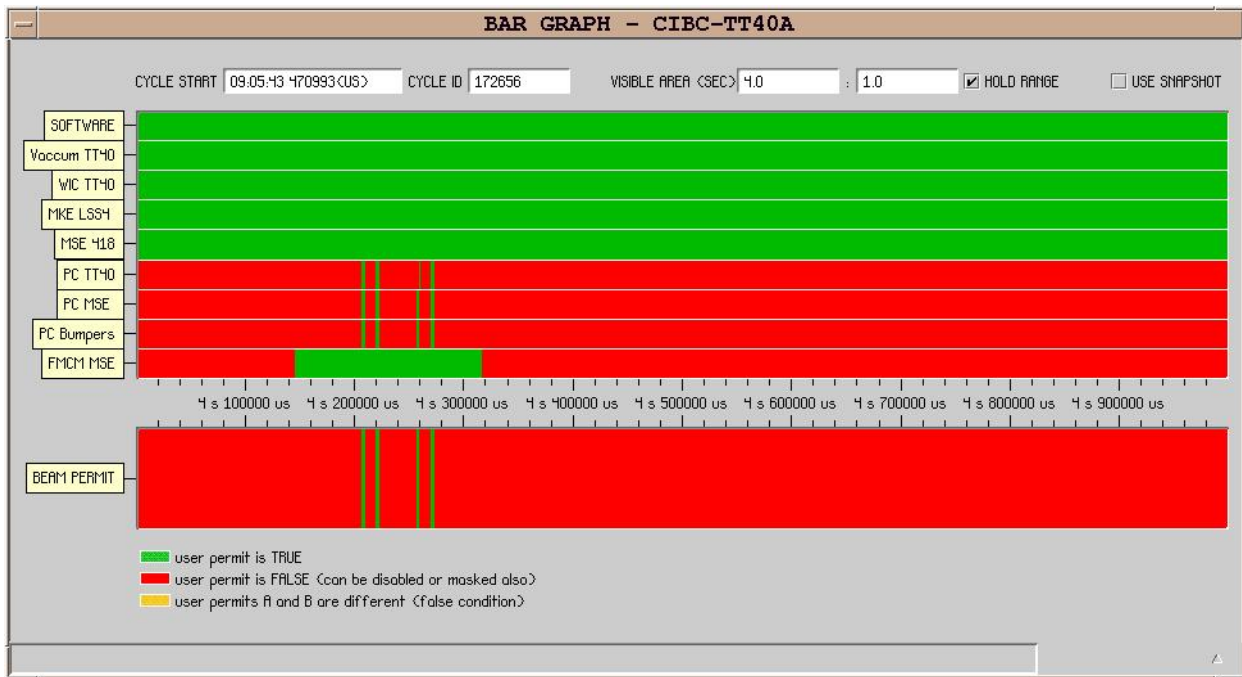 BAR GRAPH - CIBC-TT40A
CYCLE START 09:05:43 470993(US) CYCLE ID 172656 VISIBLE AREA (SEC) 4.0 : 1.0 HOLD RANGE USE SNAPSHOT
SOFTWARE
Vaccum TT40
WIC TT40
MKE LSS4
MSE 418
PC TT40
PC MSE
PC Bumpers
FMCM MSE
4 s 100000 us 4 s 200000 us 4 s 300000 us 4 s 400000 us 4 s 500000 us 4 s 600000 us 4 s 700000 us 4 s 800000 us 4 s 900000 us
BEAM PERMIT
user permit is TRUE
user permit is FALSE (can be disabled or masked also)
user permits A and B are different (false condition)